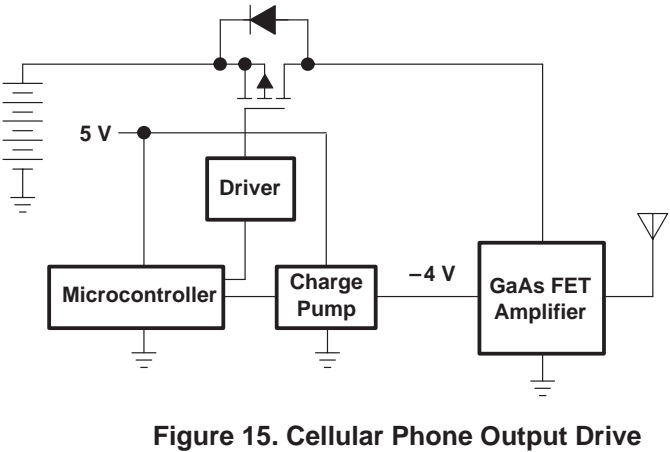 5 V
Driver
Microcontroller
Charge
Pump
−4 V
GaAs FET
Amplifier
Figure 15. Cellular Phone Output Drive